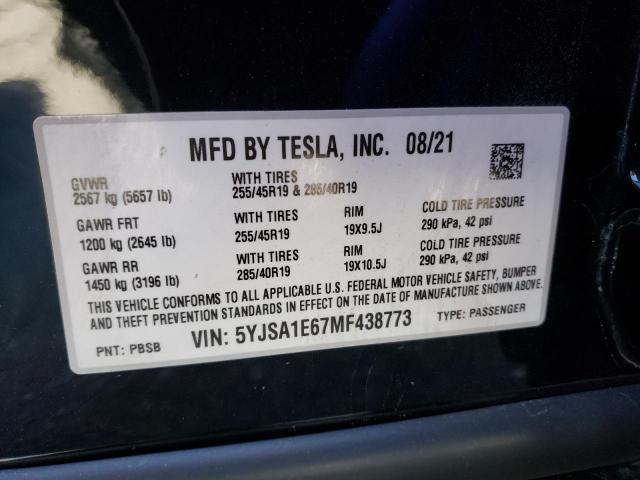 MFD BY TESLA, INC. 08/21
GVWR
2567 kg (5657 lb)
WITH TIRES
255/45R19 & 285/40R19
GAWR FRT
1200 kg (2645 lb)
WITH TIRES
255/45R19
RIM
19X9.5J
COLD TIRE PRESSURE
290 kPa, 42 psi
GAWR RR
1450 kg (3196 lb)
WITH TIRES
285/40R19
RIM
19X10.5J
COLD TIRE PRESSURE
290 kPa, 42 psi
THIS VEHICLE CONFORMS TO ALL APPLICABLE U.S. FEDERAL MOTOR VEHICLE SAFETY, BUMPER
AND THEFT PREVENTION STANDARDS IN EFFECT ON THE DATE OF MANUFACTURE SHOWN ABOVE.
PNT: PBSB
VIN: 5YJSA1E67MF438773
TYPE: PASSENGER